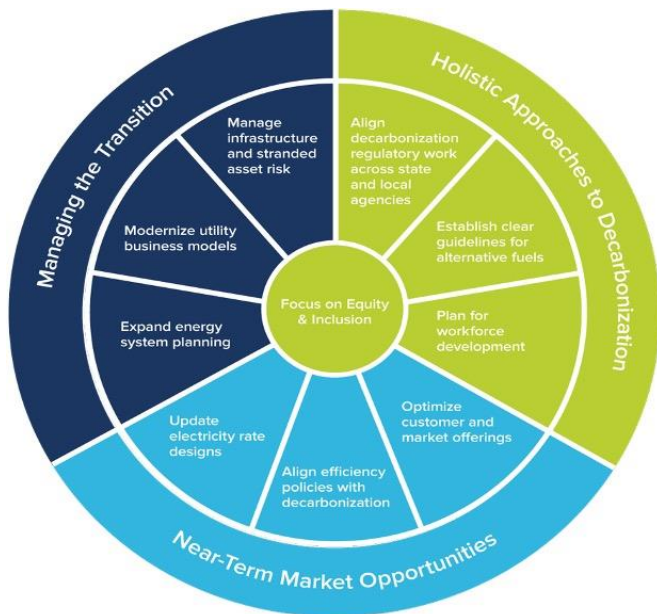 Managing the Transition
Holistic Approaches to Decarbonization
Manage
infrastructure
and stranded
asset risk
Align
decarbonization
regulatory work
across state
and local
agencies
Modernize utility
business models
Establish clear
guidelines for
alternative fuels
Focus on Equity
& Inclusion
Expand energy
system planning
Plan for
workforce
development
Update
electricity rate
designs
Align efficiency
policies with
decarbonization
Optimize
customer and
market offerings
Near-Term Market Opportunities